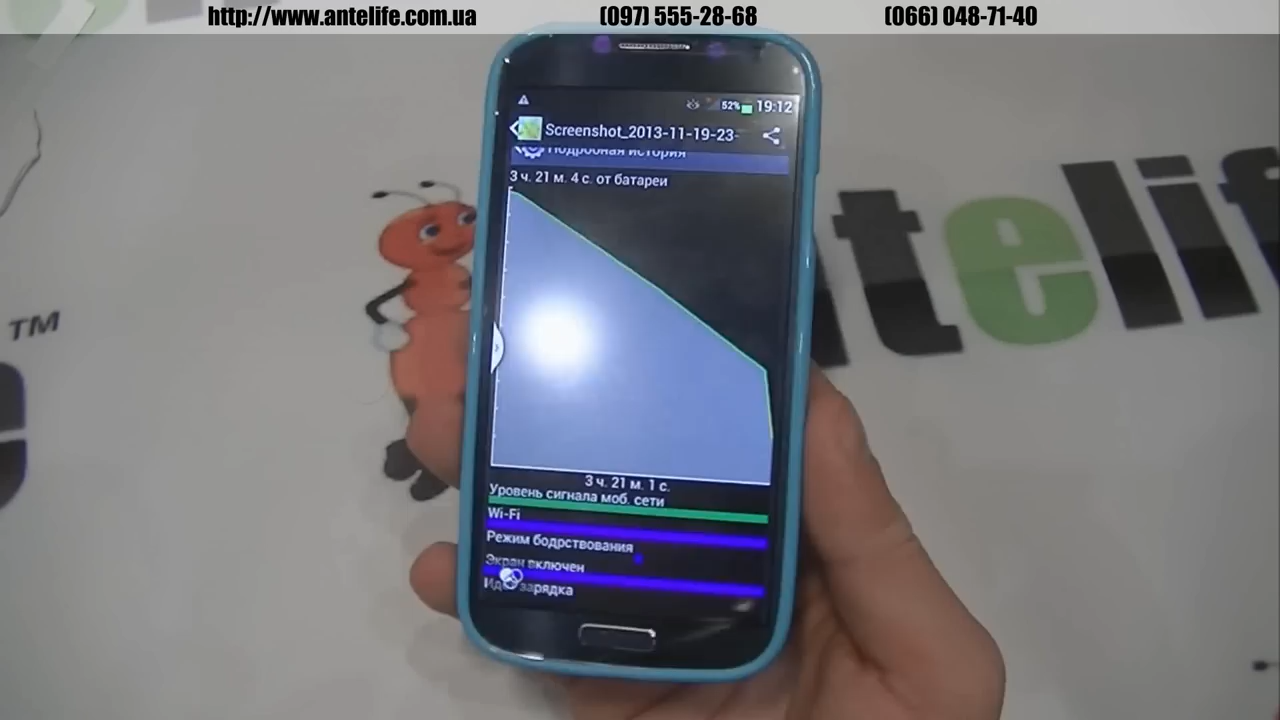 http://www.antelife.com.ua (097) 555-28-68 (066) 048-71-40
52% 19:12
Screenshot_2013-11-19-23-
Подробная история
3 ч. 21 м. 4 с. от батареи
3 ч. 21 м. 1 с.
Уровень сигнала моб. сети
Wi-Fi
Режим бодрствования
Экран включен
Идет зарядка
TM
telif